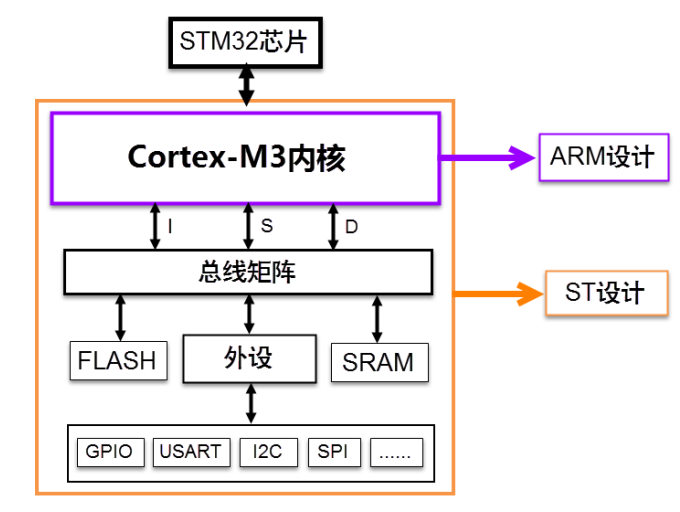 STM32芯片
Cortex-M3内核
ARM设计
I S D
总线矩阵
ST设计
FLASH 外设 SRAM
GPIO USART I2C SPI ......